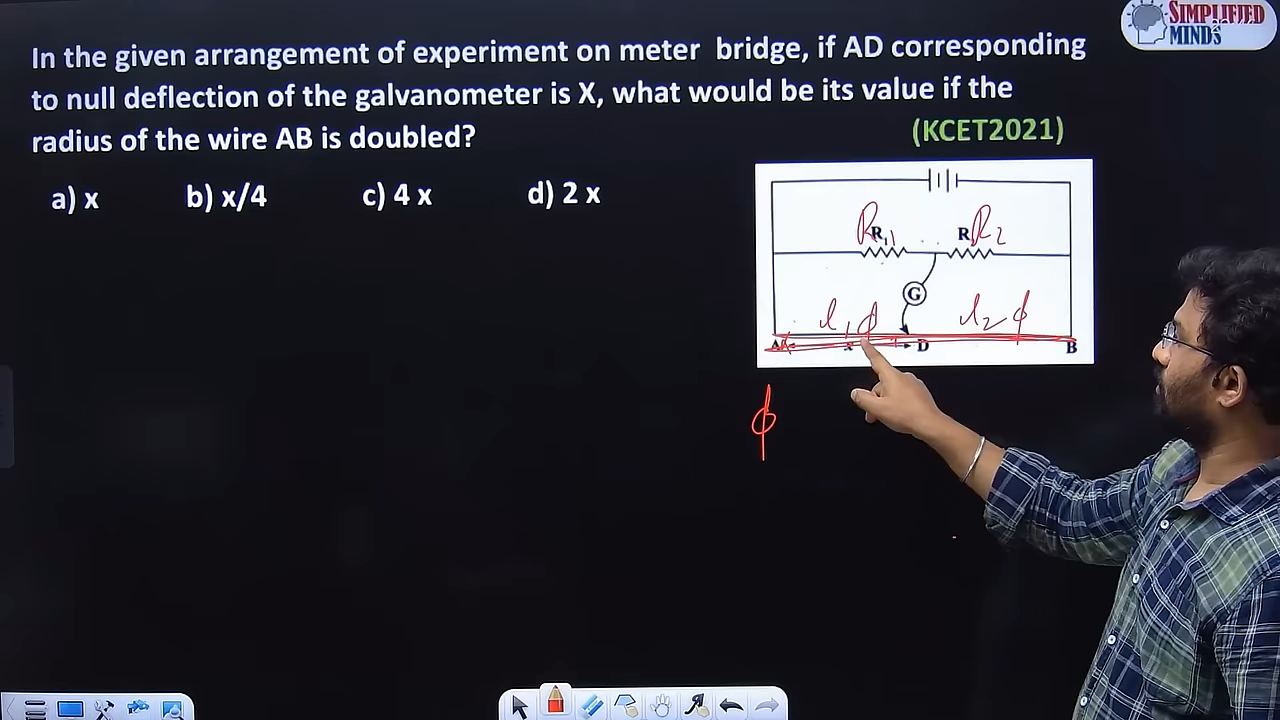 SIMPLIFIED
MINDS
In the given arrangement of experiment on meter bridge, if AD corresponding
to null deflection of the galvanometer is X, what would be its value if the
radius of the wire AB is doubled?
(KCET2021)
a) x b) x/4 c) 4 x d) 2 x
R1 R R2
G
l1 ϕ l2 ϕ
A x D B
ϕ